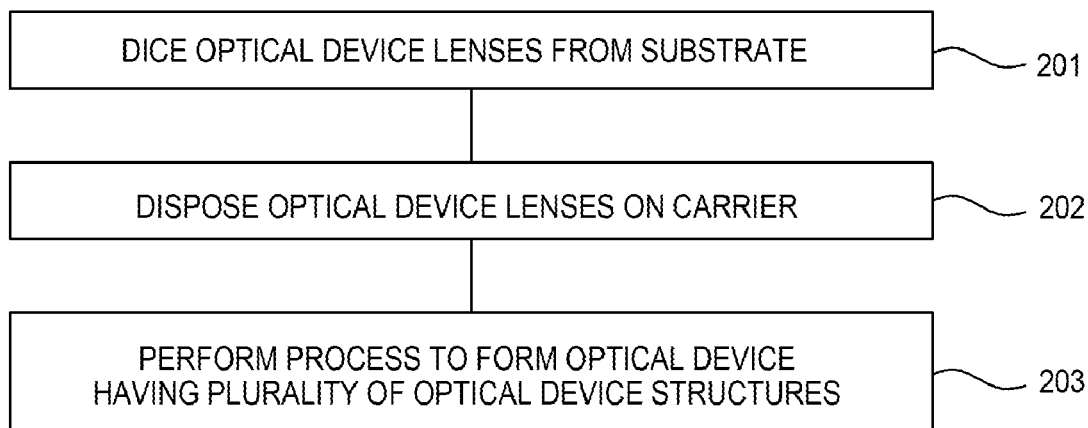 DICE OPTICAL DEVICE LENSES FROM SUBSTRATE
201
DISPOSE OPTICAL DEVICE LENSES ON CARRIER
202
PERFORM PROCESS TO FORM OPTICAL DEVICE
HAVING PLURALITY OF OPTICAL DEVICE STRUCTURES
203